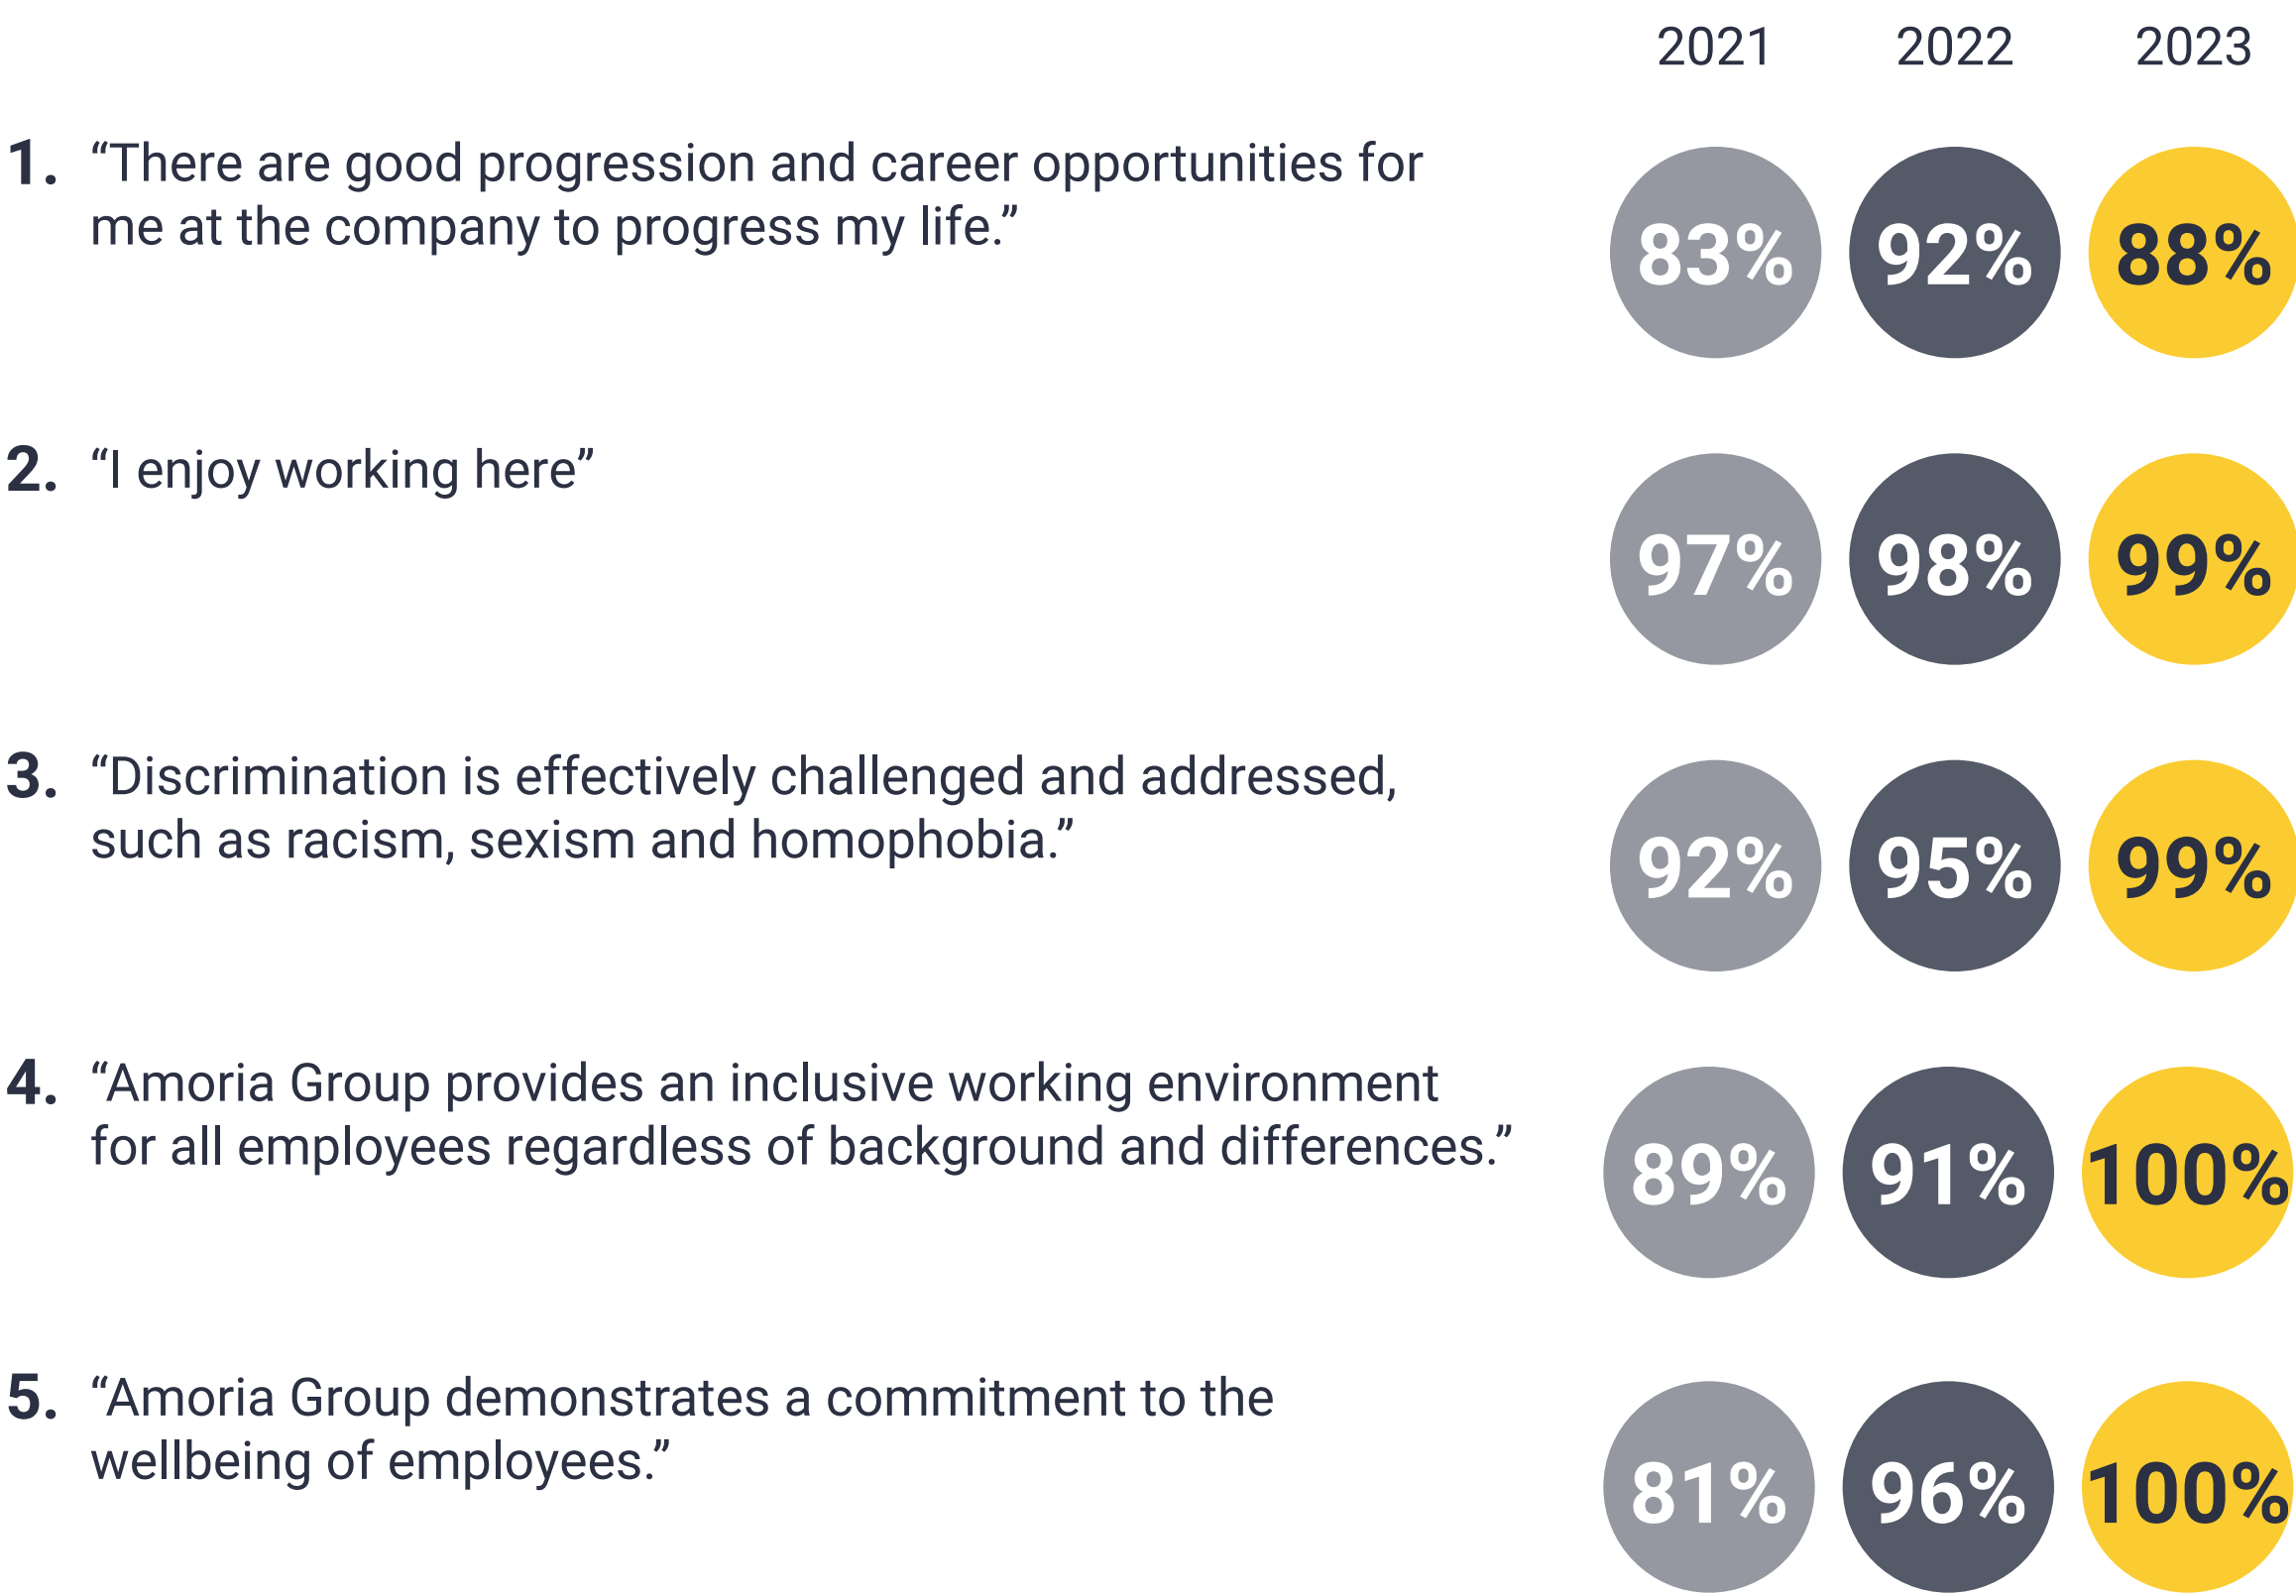 2021 2022 2023
1. “There are good progression and career opportunities for
me at the company to progress my life.”
83% 92% 88%
2. “I enjoy working here”
97% 98% 99%
3. “Discrimination is effectively challenged and addressed,
such as racism, sexism and homophobia.”
92% 95% 99%
4. “Amoria Group provides an inclusive working environment
for all employees regardless of background and differences.”
89% 91% 100%
5. “Amoria Group demonstrates a commitment to the
wellbeing of employees.”
81% 96% 100%